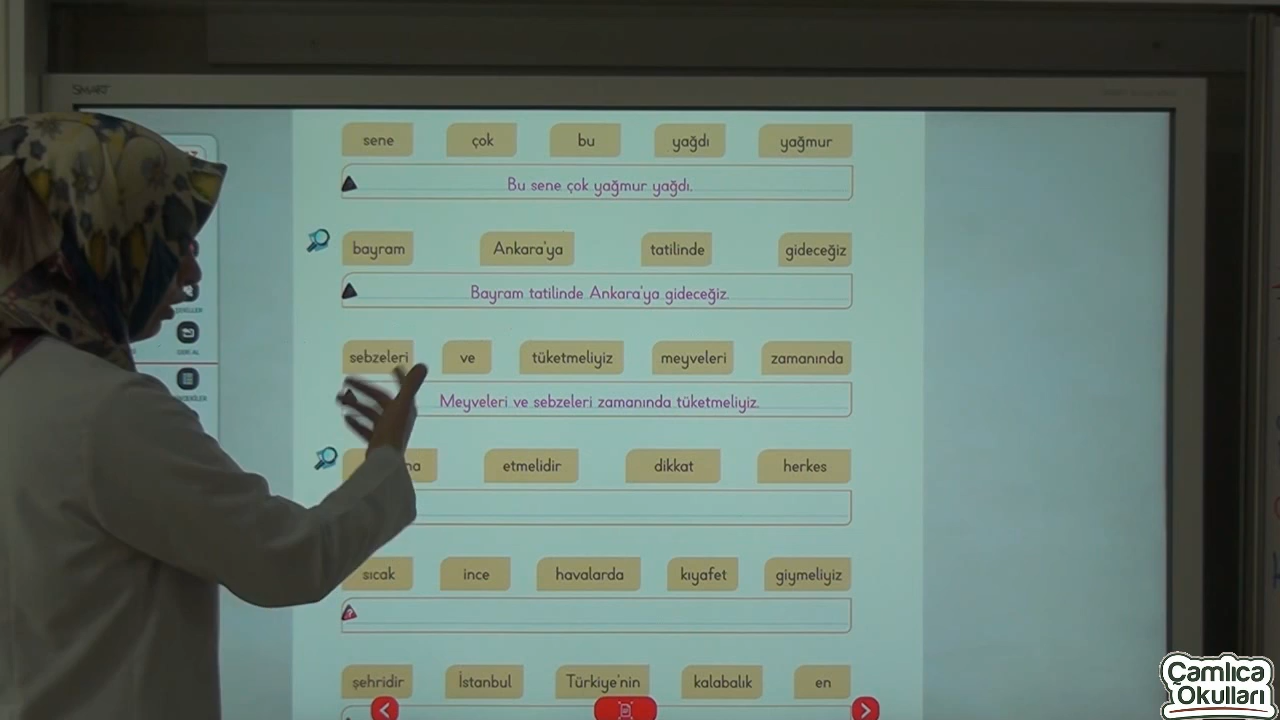 SMART
sene çok bu yağdı yağmur
Bu sene çok yağmur yağdı.
bayram Ankara'ya tatilinde gideceğiz
Bayram tatilinde Ankara'ya gideceğiz.
sebzeleri ve tüketmeliyiz meyveleri zamanında
Meyveleri ve sebzeleri zamanında tüketmeliyiz.
etmelidir dikkat herkes
sıcak ince havalarda kıyafet giymeliyiz
şehridir İstanbul Türkiye'nin kalabalık en
Çamlıca
Okulları